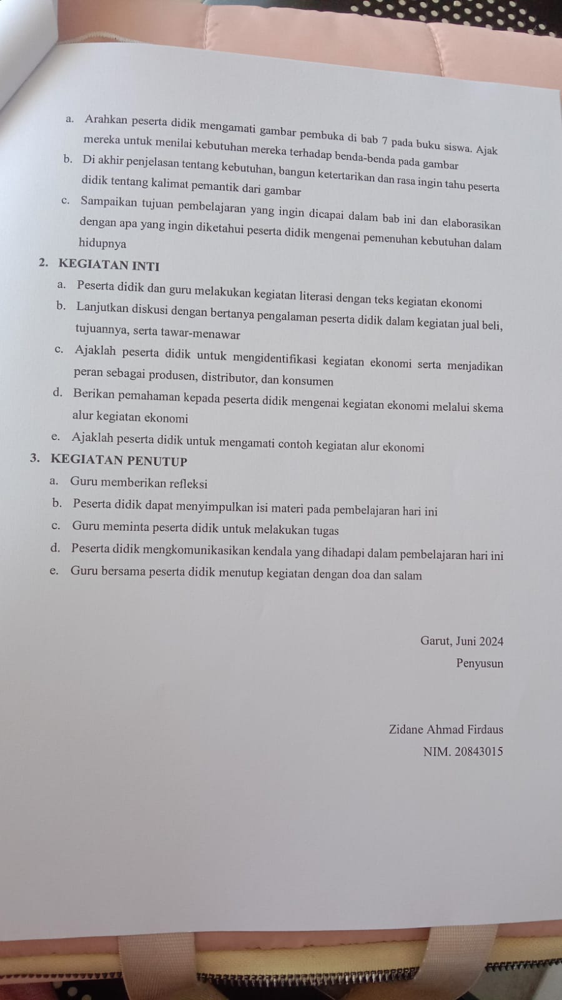 a. Arahkan peserta didik mengamati gambar pembuka di bab 7 pada buku siswa. Ajak
mereka untuk menilai kebutuhan mereka terhadap benda-benda pada gambar
b. Di akhir penjelasan tentang kebutuhan, bangun ketertarikan dan rasa ingin tahu peserta
didik tentang kalimat pemantik dari gambar
c. Sampaikan tujuan pembelajaran yang ingin dicapai dalam bab ini dan elaborasikan
dengan apa yang ingin diketahui peserta didik mengenai pemenuhan kebutuhan dalam
hidupnya
2. KEGIATAN INTI
a. Peserta didik dan guru melakukan kegiatan literasi dengan teks kegiatan ekonomi
b. Lanjutkan diskusi dengan bertanya pengalaman peserta didik dalam kegiatan jual beli,
tujuannya, serta tawar-menawar
c. Ajaklah peserta didik untuk mengidentifikasi kegiatan ekonomi serta menjadikan
peran sebagai produsen, distributor, dan konsumen
d. Berikan pemahaman kepada peserta didik mengenai kegiatan ekonomi melalui skema
alur kegiatan ekonomi
e. Ajaklah peserta didik untuk mengamati contoh kegiatan alur ekonomi
3. KEGIATAN PENUTUP
a. Guru memberikan refleksi
b. Peserta didik dapat menyimpulkan isi materi pada pembelajaran hari ini
c. Guru meminta peserta didik untuk melakukan tugas
d. Peserta didik mengkomunikasikan kendala yang dihadapi dalam pembelajaran hari ini
e. Guru bersama peserta didik menutup kegiatan dengan doa dan salam
Garut, Juni 2024
Penyusun
Zidane Ahmad Firdaus
NIM. 20843015